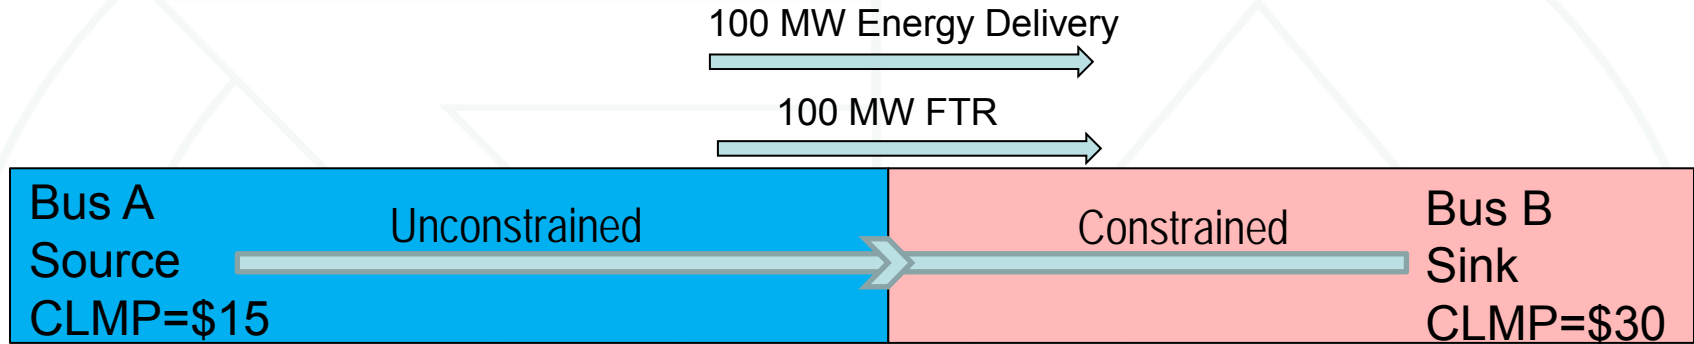 100 MW Energy Delivery
100 MW FTR
Bus A
Source
CLMP=$15
Unconstrained
Constrained
Bus B
Sink
CLMP=$30